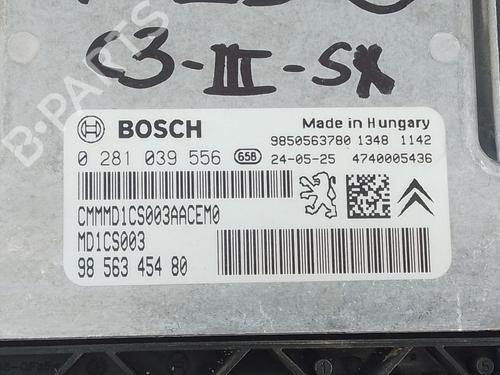 C3-III-SX
B-PARTS
BOSCH
Made in Hungary
0 281 039 556 658
9850563780 1348 1142
24-05-25 4740005436
CMMMD1CS003AACEM0
MD1CS003
98 563 454 80